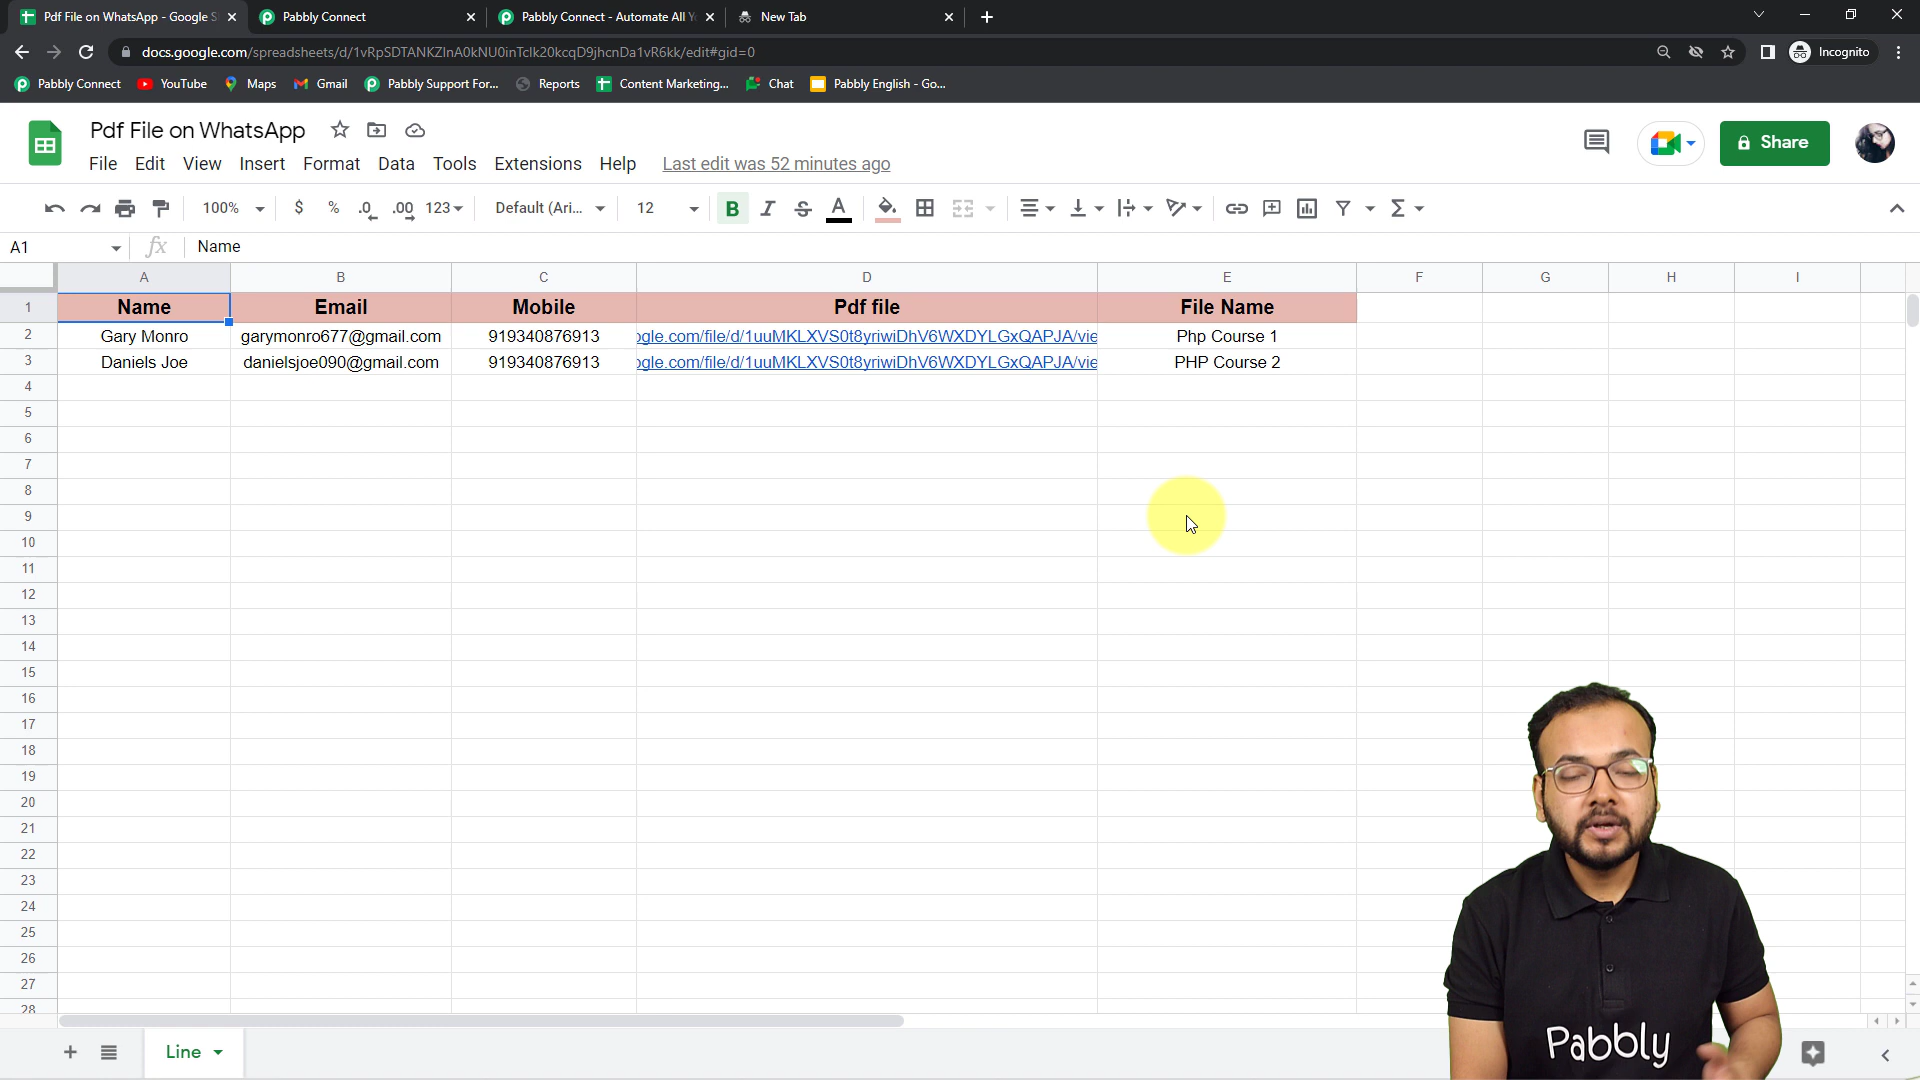 Pdf File on WhatsApp - Google S
Pabbly Connect
Pabbly Connect - Automate All Y
New Tab
docs.google.com/spreadsheets/d/1vRpSDTANKZInA0kNU0inTclk20kcqD9jhcnDa1vR6kk/edit#gid=0
Incognito
Pabbly Connect
YouTube
Maps
Gmail
Pabbly Support For...
Reports
Content Marketing...
Chat
Pabbly English - Go...
Pdf File on WhatsApp
File Edit View Insert Format Data Tools Extensions Help Last edit was 52 minutes ago
Share
100% $ % .0 .00 123 Default (Ari... 12 B I S A
A1 fx Name
A B C D E F G H I
1 Name Email Mobile Pdf file File Name
2 Gary Monro garymonro677@gmail.com 919340876913 ogle.com/file/d/1uuMKLXVS0t8yriwiDhV6WXDYLGxQAPJA/vie Php Course 1
3 Daniels Joe danielsjoe090@gmail.com 919340876913 ogle.com/file/d/1uuMKLXVS0t8yriwiDhV6WXDYLGxQAPJA/vie PHP Course 2
4
5
6
7
8
9
10
11
12
13
14
15
16
17
18
19
20
21
22
23
24
25
26
27
28
Pabbly
Line